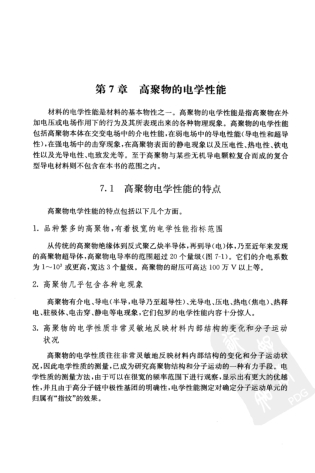 第 7 章　高聚物的电学性能
材料的电学性能是材料的基本物性之一。高聚物的电学性能是指高聚物在外
加电压或电场作用下的行为及其所表现出来的各种物理现象。高聚物的电学性能
包括高聚物本体在交变电场中的介电性能,在弱电场中的导电性能(导电性和超导
性),在强电场中的击穿现象,在高聚物表面的静电现象以及压电性、热电性、铁电
性以及光导电性、电致发光等。至于高聚物与某些无机导电颗粒复合而成的复合
型导电材料则不包含在本书的范围之内。
7.1　高聚物电学性能的特点
高聚物电学性能的特点包括以下几个方面。
1. 品种繁多的高聚物,有着极宽的电学性能指标范围
从传统的高聚物绝缘体到反式聚乙炔半导体,再到导(电)体,乃至近年来发现
的高聚物超导体,高聚物电导率的范围超过 20 个量级(图 7-1)。它们的介电性能
为 1～10³ 或更高,宽达 3 个量级。高聚物的耐压可高达 100 万 V 以上等。
2. 高聚物几乎包含各种电现象
高聚物有介电、导电(半导,电导乃至超导性)、光导电、压电、热电(焦电)、热释
电、驻极体、电击穿、静电等电现象,它们复杂的电学性能内容十分惊人。
3. 高聚物的电学性质非常灵敏地反映材料内部结构的变化和分子运动
状况
高聚物的电学性质往往非常灵敏地反映材料内部结构的变化和分子运动状
况,因此高聚物电学性质的测量,已成为研究高聚物结构和分子运动的一种有力手段。电
学性质的测量方法,由于可以在很宽的频率范围下进行观察,显示出有更大的优越
性,并且由于高分子链中极性基团的明确性,电学性能测定对确定分子运动单元的
归属有“指纹”的效果。